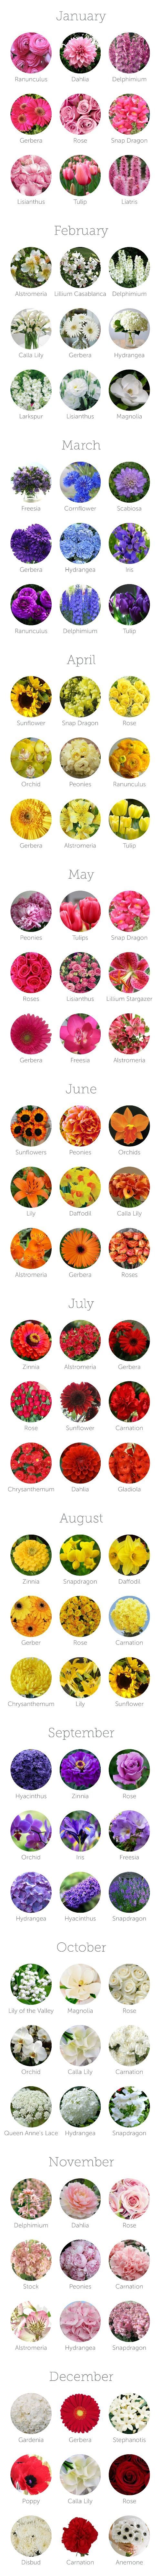 January
Ranunculus Dahlia Delphimium
Gerbera Rose Snap Dragon
Lisianthus Tulip Liatris
February
Alstromeria Lillium Casablanca Delphimium
Calla Lily Gerbera Hydrangea
Larkspur Lisianthus Magnolia
March
Freesia Cornflower Scabiosa
Gerbera Hydrangea Iris
Ranunculus Delphimium Tulip
April
Sunflower Snap Dragon Rose
Orchid Peonies Ranunculus
Gerbera Alstromeria Tulip
May
Peonies Tulips Snap Dragon
Roses Lisianthus Lillium Stargazer
Gerbera Freesia Alstromeria
June
Sunflowers Peonies Orchids
Lily Daffodil Calla Lily
Alstromeria Gerbera Roses
July
Zinnia Alstromeria Gerbera
Rose Sunflower Carnation
Chrysanthemum Dahlia Gladiola
August
Zinnia Snapdragon Daffodil
Gerber Rose Carnation
Chrysanthemum Lily Sunflower
September
Hyacinthus Zinnia Rose
Orchid Iris Freesia
Hydrangea Hyacinthus Snapdragon
October
Lily of the Valley Magnolia Rose
Orchid Calla Lily Carnation
Queen Anne's Lace Hydrangea Snapdragon
November
Delphimium Dahlia Rose
Stock Peonies Carnation
Alstromeria Hydrangea Snapdragon
December
Gardenia Gerbera Stephanotis
Poppy Calla Lily Rose
Disbud Carnation Anemone